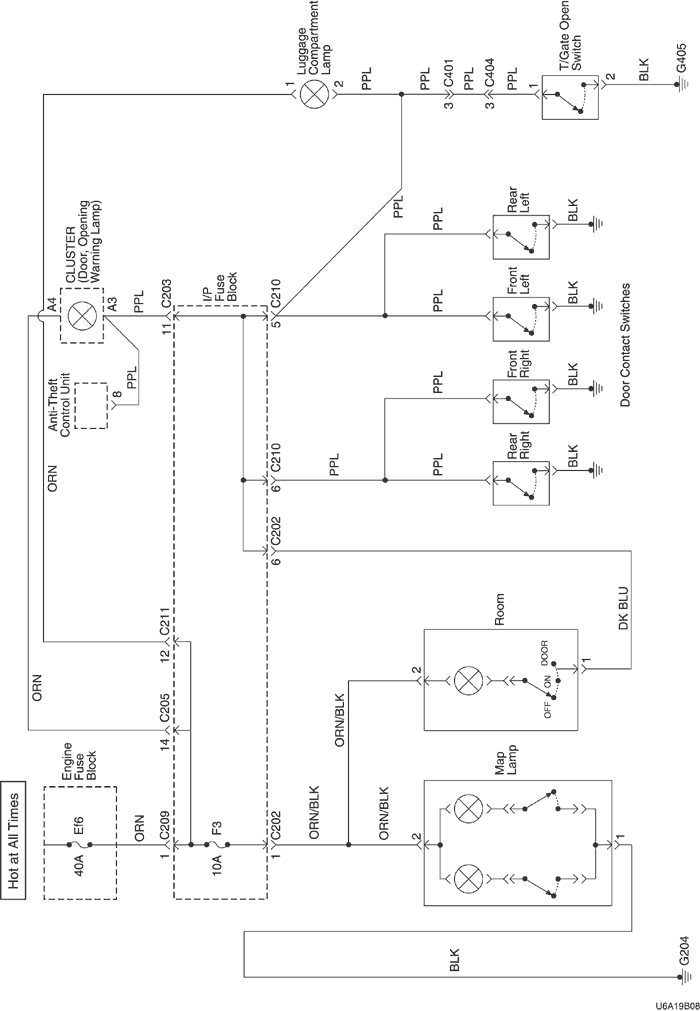 Hot at All Times
Engine
Fuse
Block
Ef6
40A
ORN
C209
1
F3
10A
C202
1
ORN/BLK
ORN/BLK
ORN/BLK
2
Map
Lamp
1
BLK
G204
ORN
C205
14
C211
12
2
Room
OFF
ON
DOOR
1
DK BLU
C202
6
ORN
Anti-Theft
Control Unit
8
PPL
A4
CLUSTER
(Door, Opening
Warning Lamp)
A3
PPL
C203
11
I/P
Fuse
Block
C210
6
PPL
PPL
PPL
Rear
Right
BLK
Front
Right
BLK
C210
5
PPL
PPL
Front
Left
BLK
Rear
Left
BLK
Door Contact Switches
PPL
1
Luggage
Compartment
Lamp
2
PPL
PPL
C401
3
PPL
C404
3
PPL
1
T/Gate Open
Switch
2
BLK
G405
U6A19B08